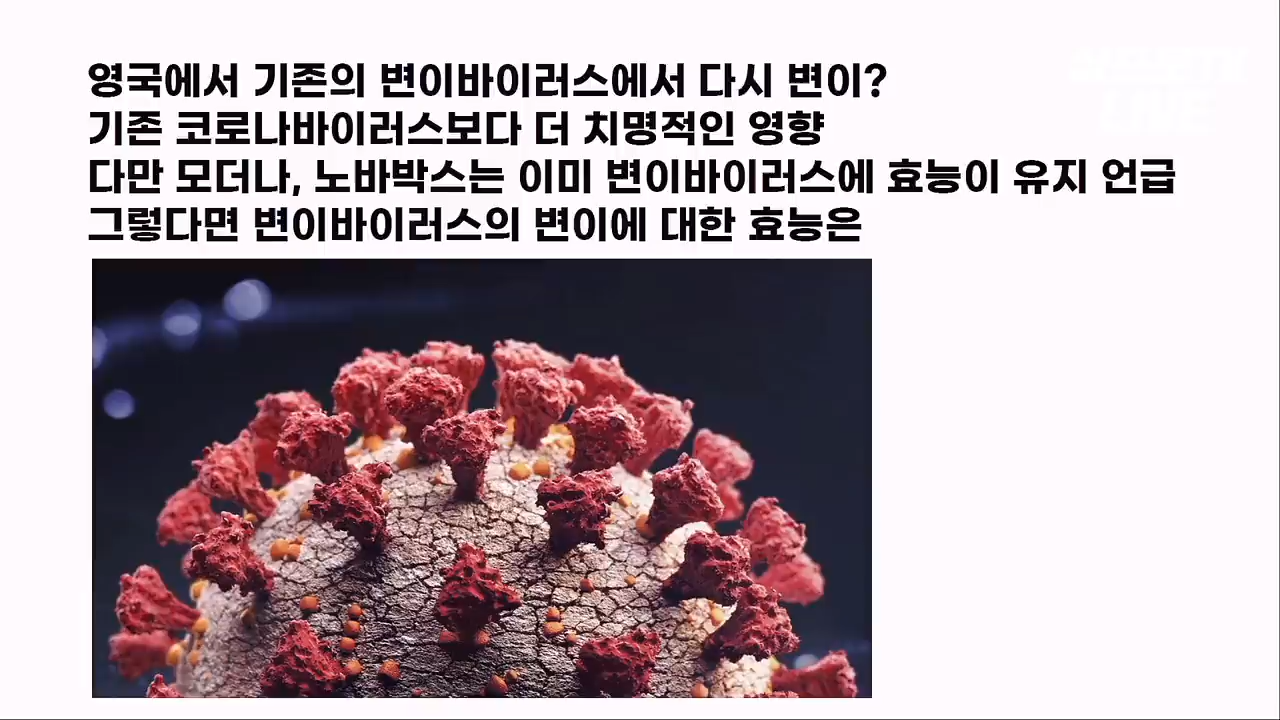 영국에서 기존의 변이바이러스에서 다시 변이?
기존 코로나바이러스보다 더 치명적인 영향
다만 모더나, 노바박스는 이미 변이바이러스에 효능이 유지 언급
그렇다면 변이바이러스의 변이에 대한 효능은